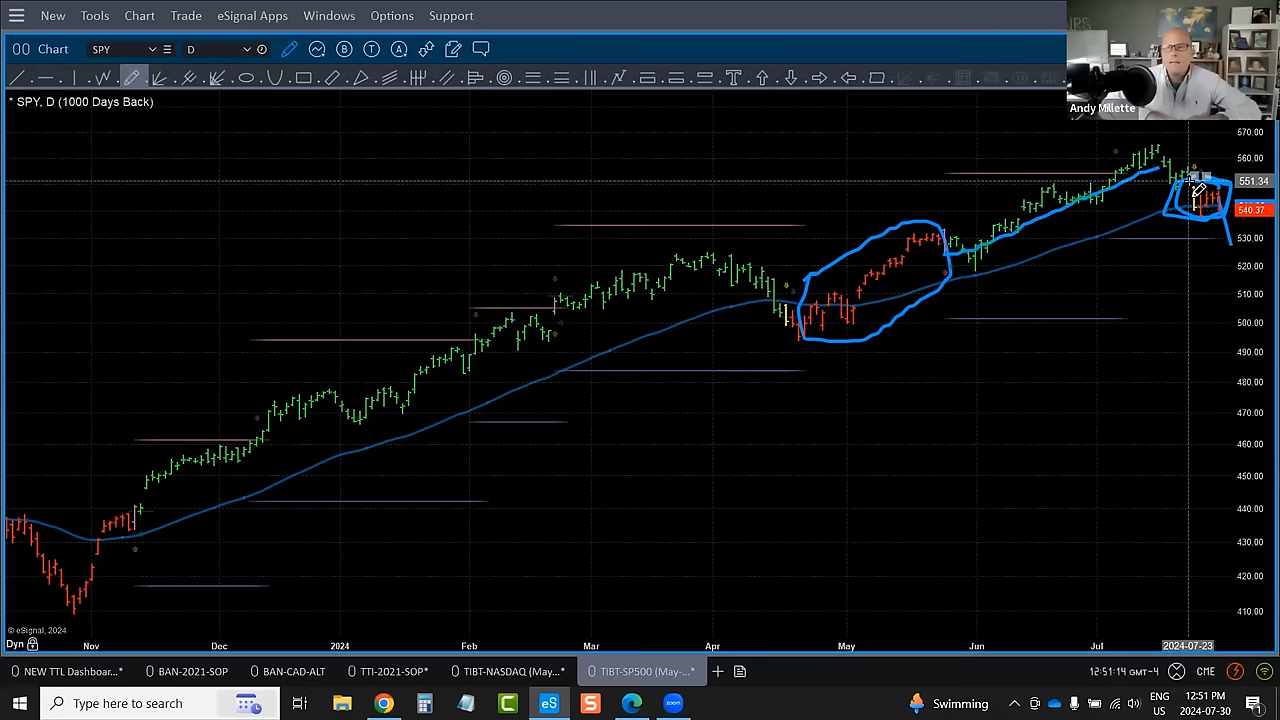 New Tools Chart Trade eSignal Apps Windows Options Support
Chart SPY D
B T A
* SPY, D (1000 Days Back)
Andy Millette
570.00
560.00
551.34
540.37
530.00
520.00
510.00
500.00
490.00
480.00
470.00
460.00
450.00
440.00
430.00
420.00
410.00
© eSignal, 2024
Dyn Nov Dec 2024 Feb Mar Apr May Jun Jul 2024-07-23
NEW TTL Dashboar...* BAN-2021-SOP BAN-CAD-ALT TTI-2021-SOP* TIBT-NASDAQ (May...* TIBT-SP500 (May-...* 12:51:14 GMT-4 CME
Type here to search eS S zoom Swimming ENG US 12:51 PM 2024-07-30